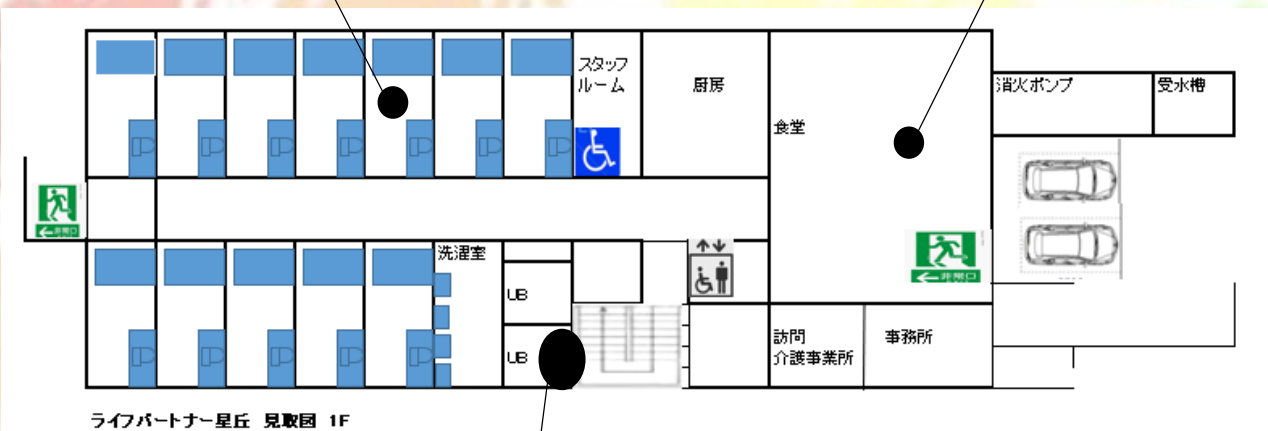 スタッフ
ルーム
厨房
食堂
消火ポンプ
受水槽
非常口
洗濯室
UB
UB
非常口
訪問
介護事業所
事務所
ライフパートナー星丘 見取図 1F